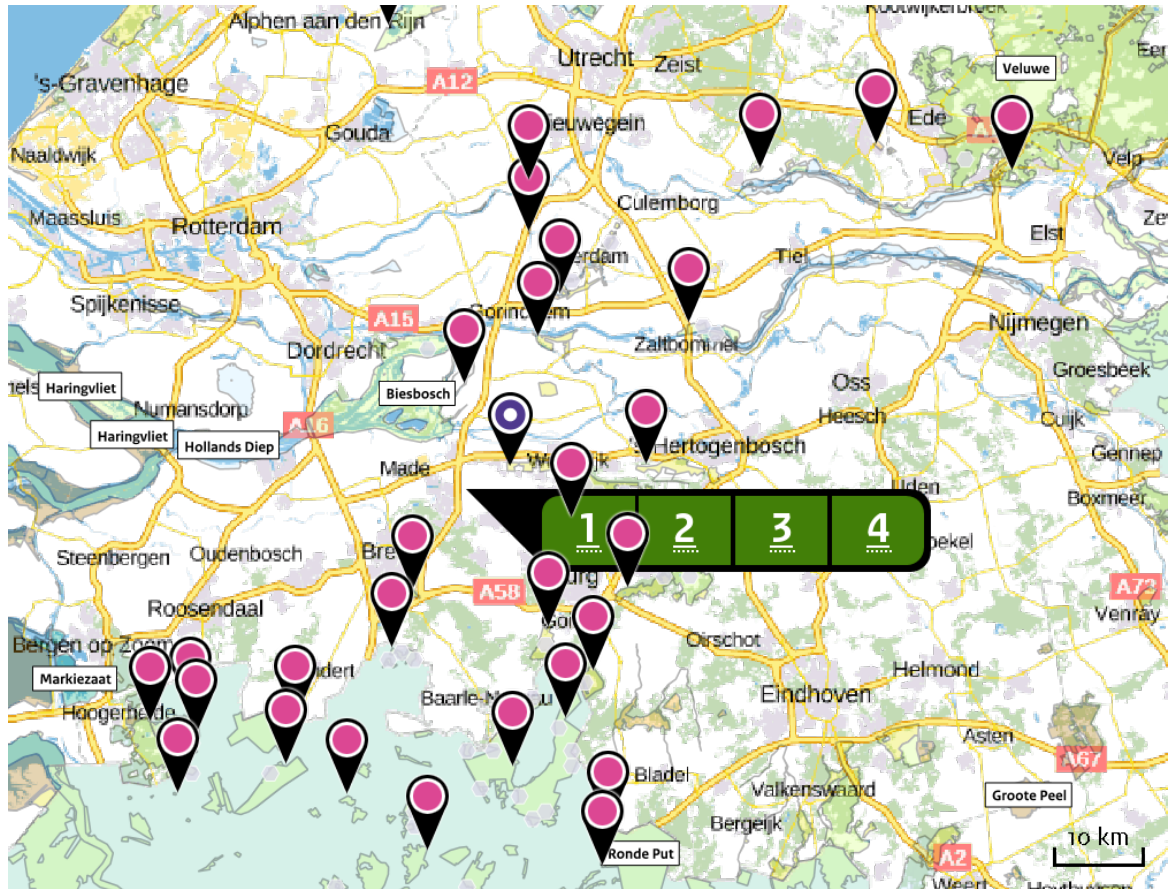 Alphen aan den Rijn
Utrecht
Zeist
Veluwe
's-Gravenhage
A12
Gouda
Ede
Naaldwijk
Velp
Maassluis
Rotterdam
Culemborg
Elst
Tiel
Spijkenisse
A15
Dordrecht
Zaltbommel
Nijmegen
Groesbeek
Haringvliet
Biesbosch
Oss
Numansdorp
Heesch
Cuijk
Haringvliet
Hollands Diep
Hertogenbosch
Made
Gennep
Uden
Boxmeer
1
2
3
4
Steenbergen
Oudenbosch
A58
Roosendaal
Venray
Oirschot
Bergen op Zoom
Helmond
Markiezaat
Hoogerheide
Eindhoven
Asten
A67
Bladel
Valkenswaard
Groote Peel
Bergeijk
10 km
Ronde Put
A2
Weert